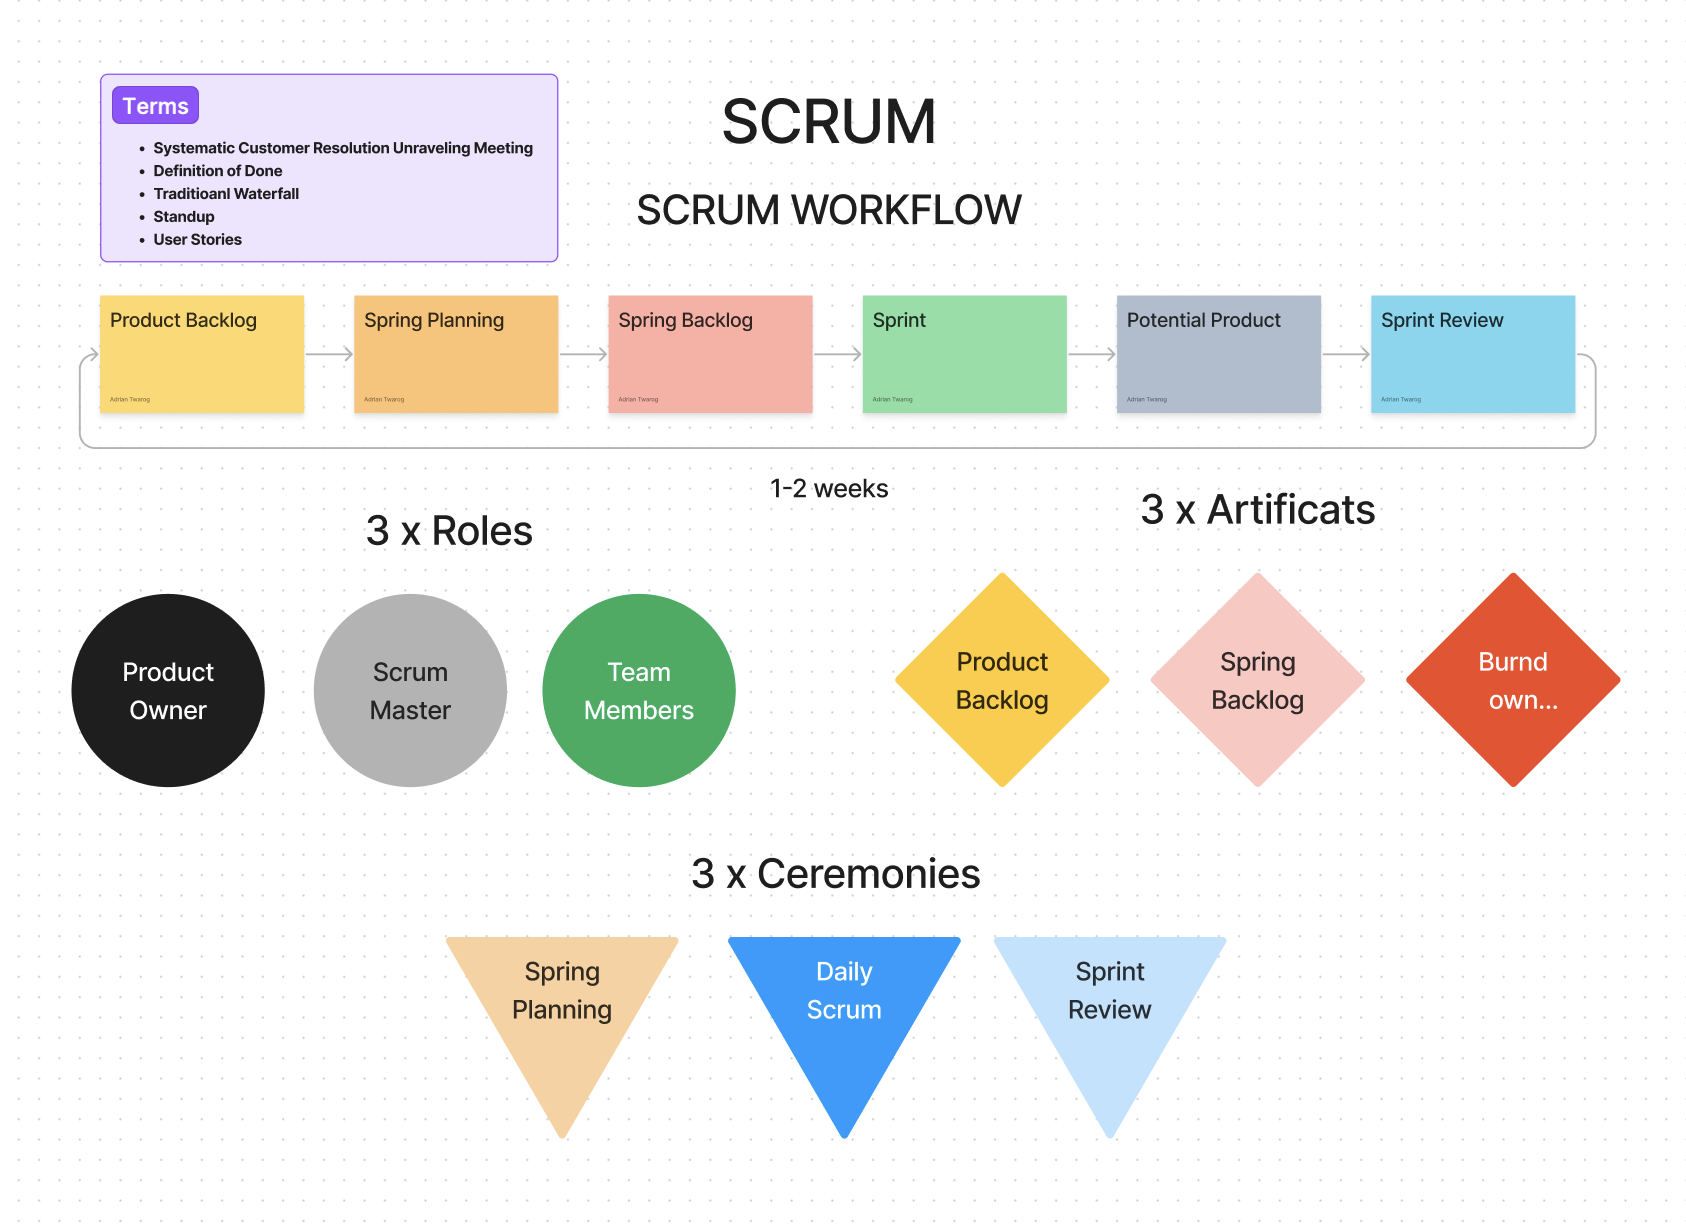 Terms
• Systematic Customer Resolution Unraveling Meeting
• Definition of Done
• Traditioanl Waterfall
• Standup
• User Stories
SCRUM
SCRUM WORKFLOW
Product Backlog
Adrian Twarog
Spring Planning
Adrian Twarog
Spring Backlog
Adrian Twarog
Sprint
Adrian Twarog
Potential Product
Adrian Twarog
Sprint Review
Adrian Twarog
1-2 weeks
3 x Roles
Product
Owner
Scrum
Master
Team
Members
3 x Artificats
Product
Backlog
Spring
Backlog
Burnd
own...
3 x Ceremonies
Spring
Planning
Daily
Scrum
Sprint
Review